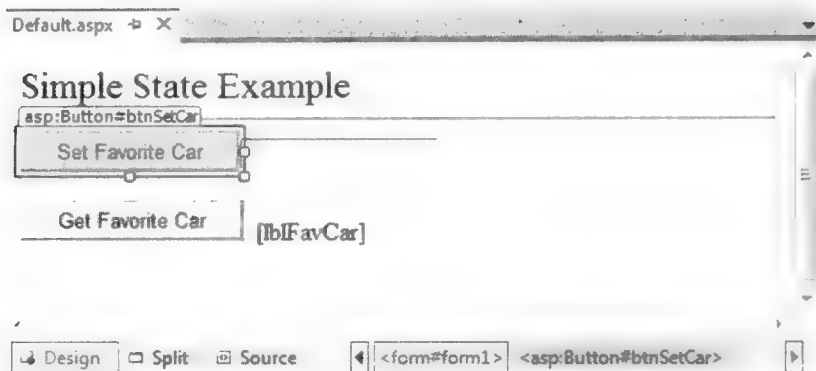 Default.aspx
Simple State Example
asp:Button#btnSetCar
Set Favorite Car
Get Favorite Car [lblFavCar]
Design Split Source <form#form1> <asp:Button#btnSetCar>